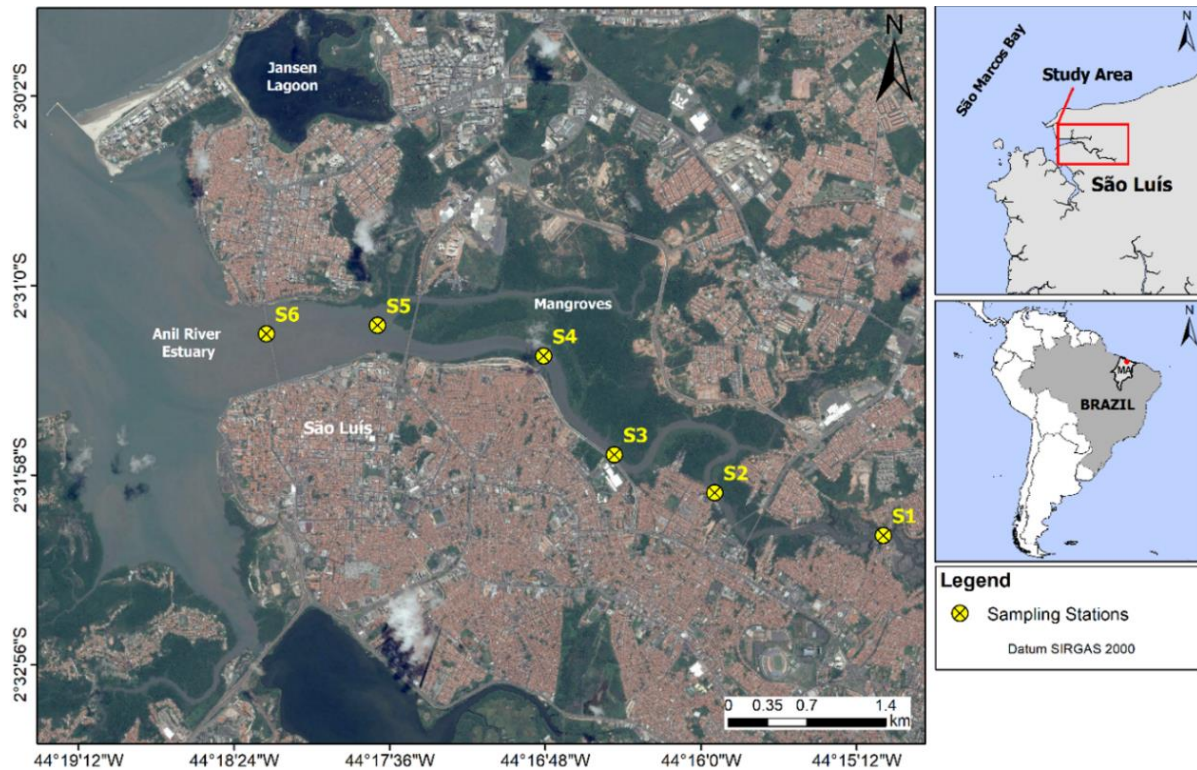 Jansen
Lagoon
N
2°30'2"S
2°31'0"S
2°31'58"S
2°32'56"S
S6
S5
Anil River
Estuary
Mangroves
S4
São Luís
S3
S2
S1
0 0.35 0.7 1.4
km
44°19'12"W 44°18'24"W 44°17'36"W 44°16'48"W 44°16'0"W 44°15'12"W
São Marcos Bay
N
Study Area
São Luís
N
MA
BRAZIL
Legend
Sampling Stations
Datum SIRGAS 2000